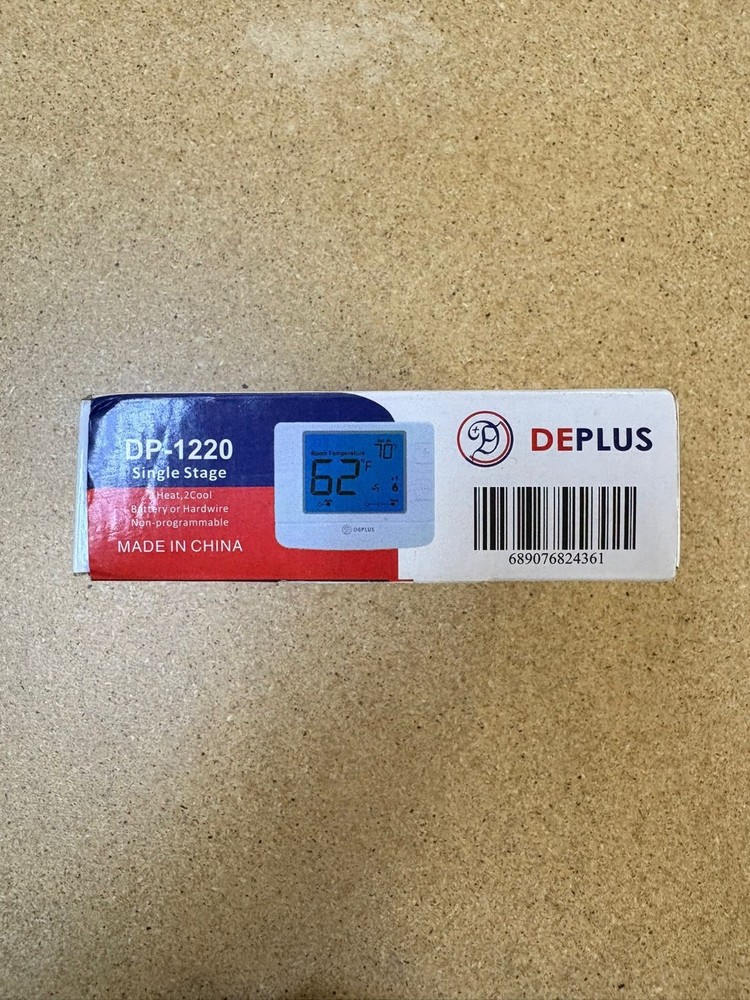 DP-1220
Single Stage
2 Heat,2Cool
Battery or Hardwire
Non-programmable
MADE IN CHINA
Room Temperature
62°F
70°
DEPLUS
DEPLUS
689076824361